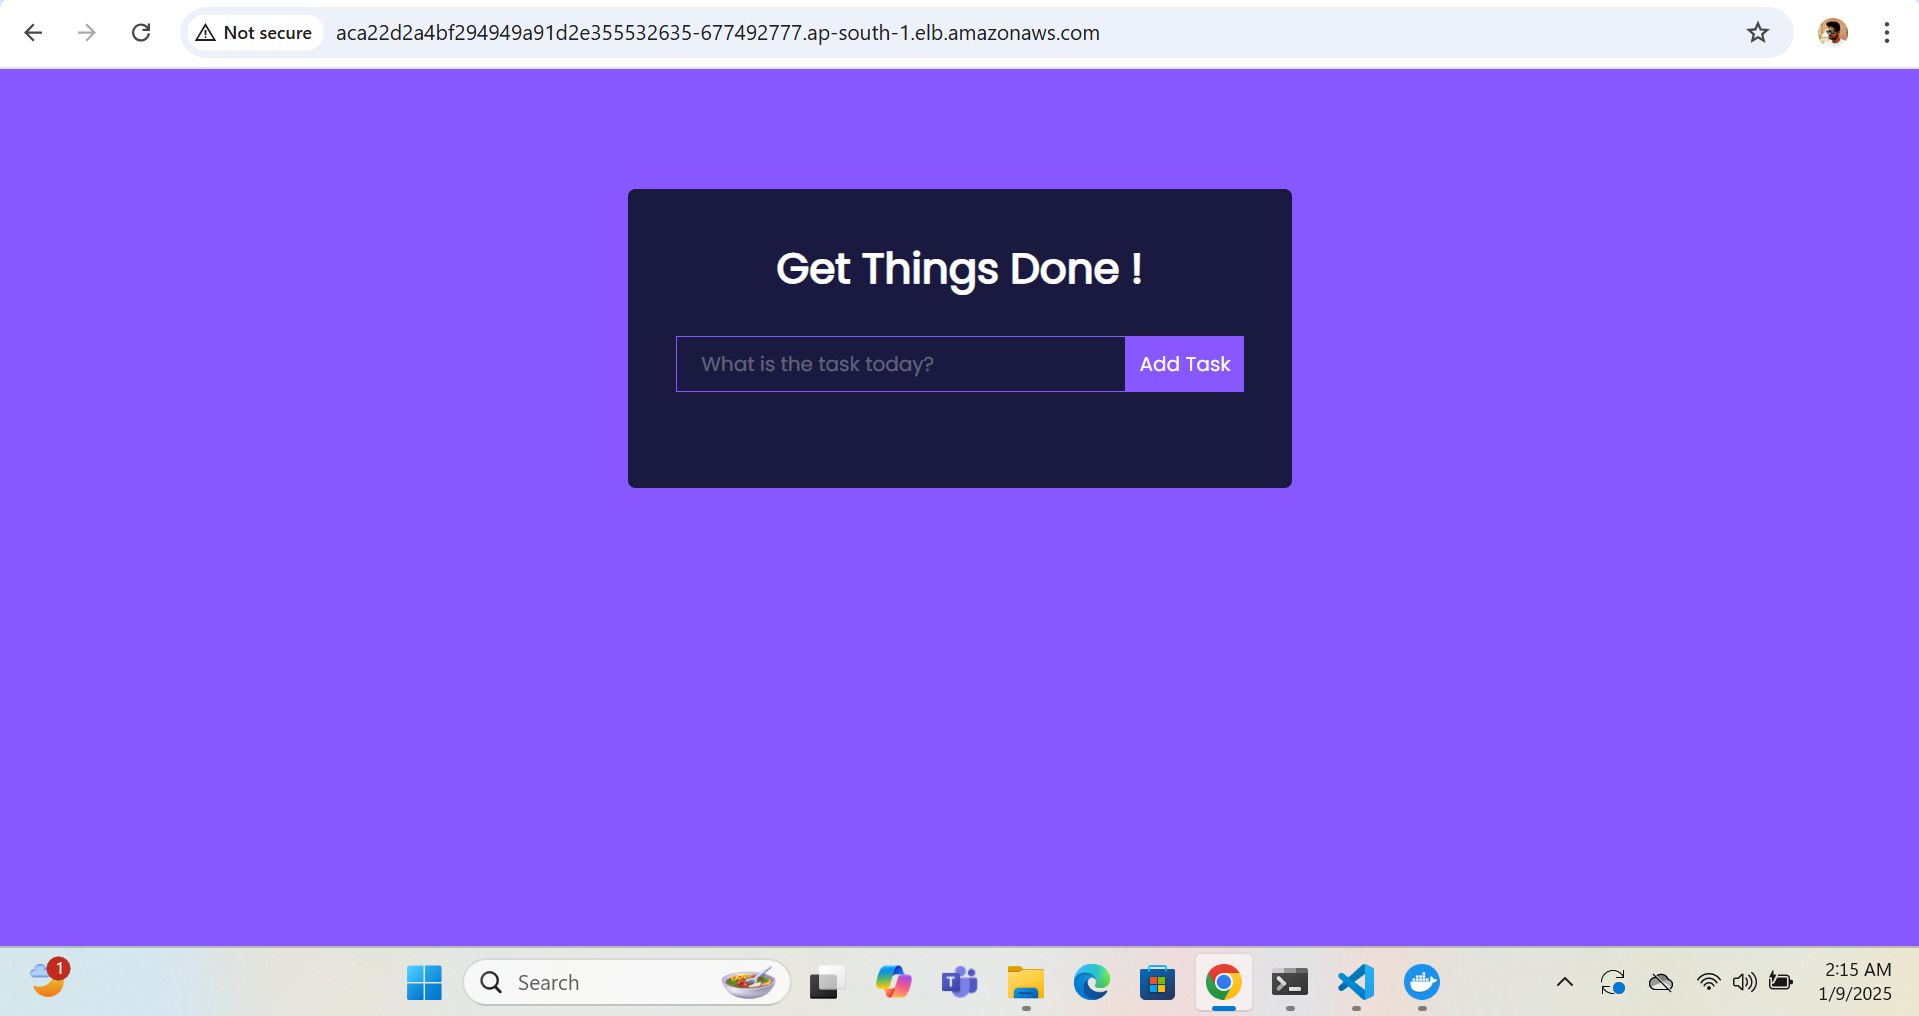 Not secure
aca22d2a4bf294949a91d2e355532635-677492777.ap-south-1.elb.amazonaws.com
Get Things Done !
What is the task today?
Add Task
1
Search
T
2:15 AM
1/9/2025